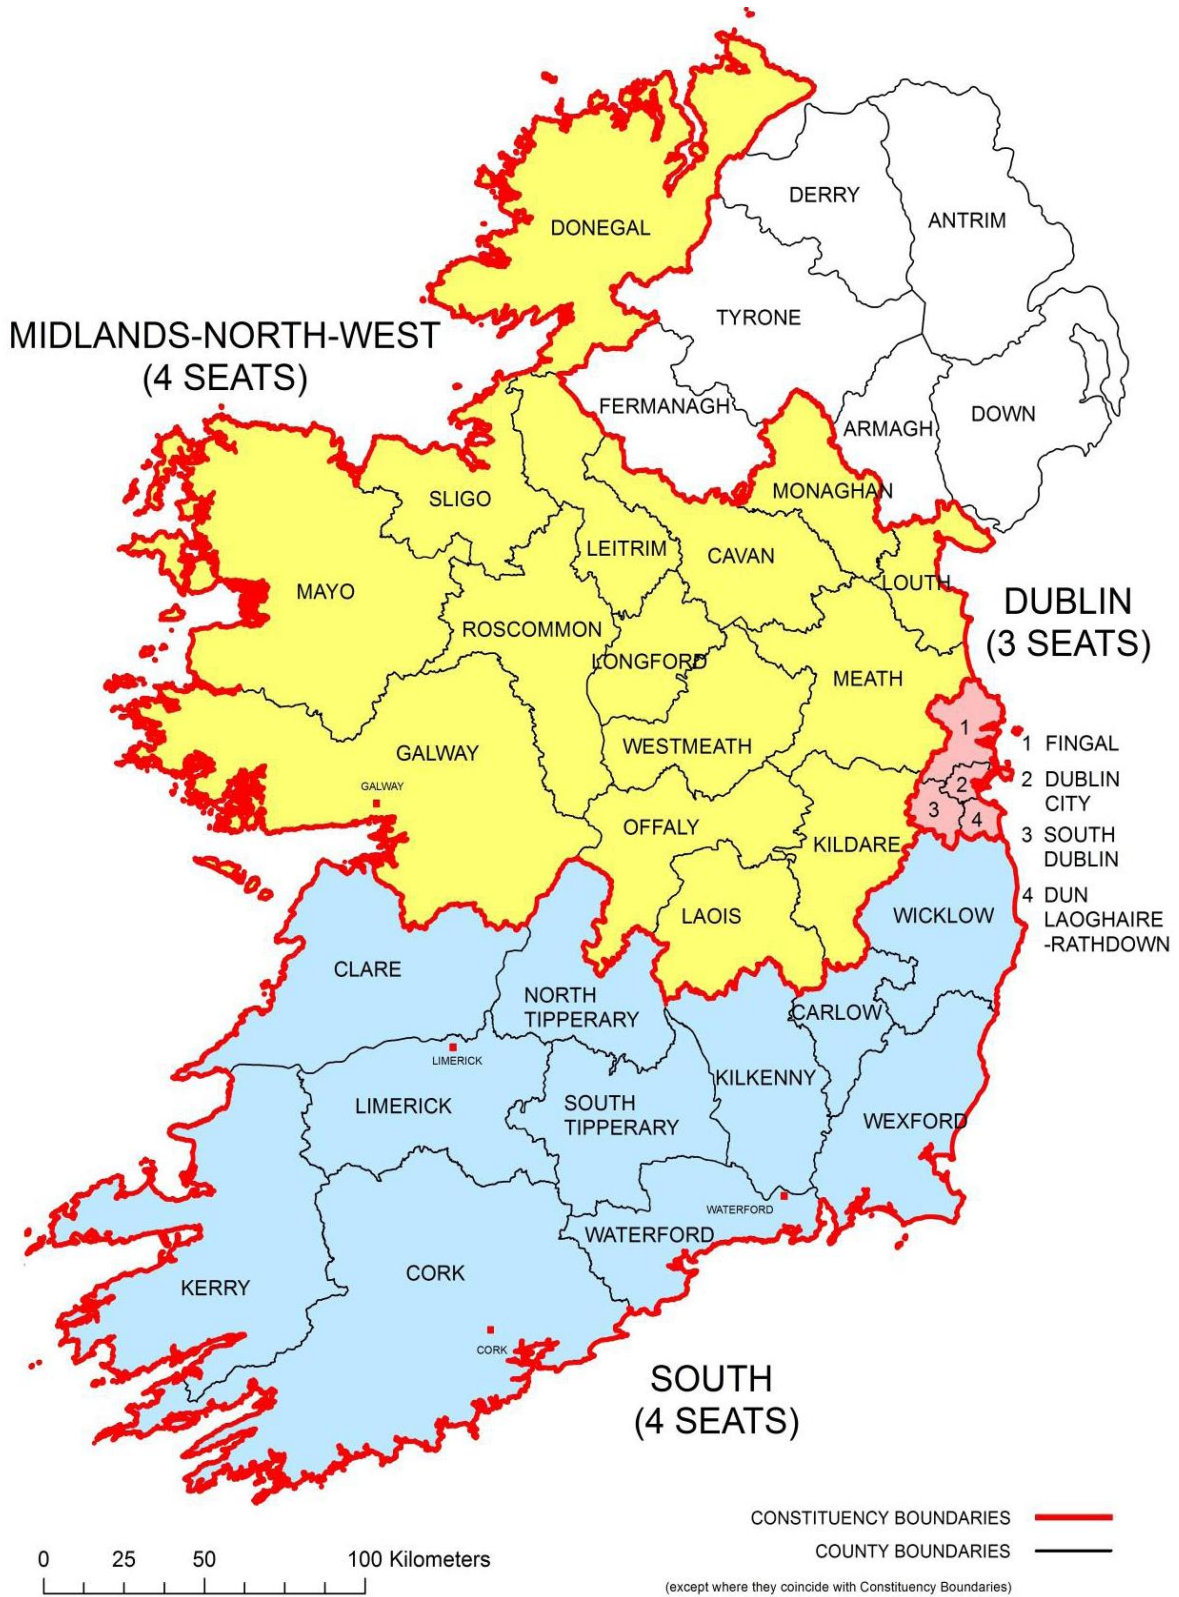 DERRY
ANTRIM
DONEGAL
TYRONE
MIDLANDS-NORTH-WEST
(4 SEATS)
FERMANAGH
ARMAGH
DOWN
MONAGHAN
SLIGO
LEITRIM
CAVAN
LOUTH
MAYO
DUBLIN
(3 SEATS)
ROSCOMMON
LONGFORD
MEATH
1
WESTMEATH
GALWAY
1 FINGAL
GALWAY
2
2 DUBLIN
CITY
3
4
OFFALY
KILDARE
3 SOUTH
DUBLIN
LAOIS
WICKLOW
4 DUN
LAOGHAIRE
-RATHDOWN
CLARE
NORTH
TIPPERARY
CARLOW
LIMERICK
KILKENNY
LIMERICK
SOUTH
TIPPERARY
WEXFORD
WATERFORD
WATERFORD
CORK
KERRY
CORK
SOUTH
(4 SEATS)
CONSTITUENCY BOUNDARIES
COUNTY BOUNDARIES
(except where they coincide with Constituency Boundaries)
0 25 50 100 Kilometers